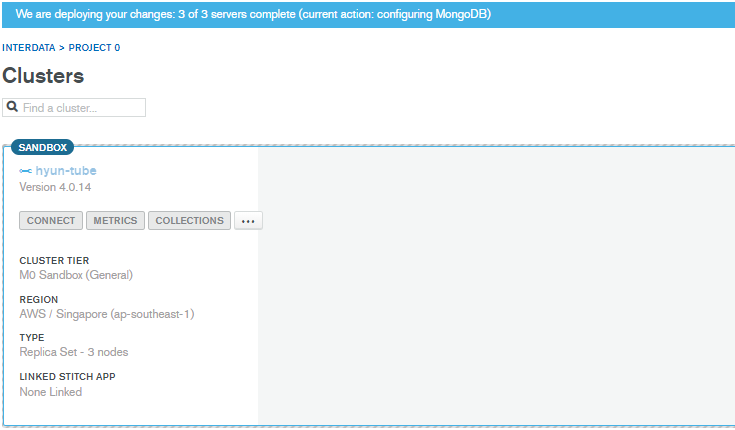 We are deploying your changes: 3 of 3 servers complete (current action: configuring MongoDB)
INTERDATA > PROJECT 0
Clusters
Find a cluster...
SANDBOX
hyun-tube
Version 4.0.14
CONNECT METRICS COLLECTIONS ...
CLUSTER TIER
M0 Sandbox (General)
REGION
AWS / Singapore (ap-southeast-1)
TYPE
Replica Set - 3 nodes
LINKED STITCH APP
None Linked